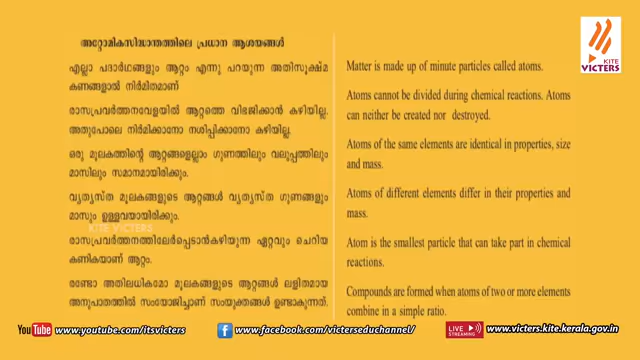 അറ്റോമികസിദ്ധാന്തത്തിലെ പ്രധാന ആശയങ്ങൾ
എല്ലാ പദാർഥങ്ങളും ആറ്റം എന്നു പറയുന്ന അതിസൂക്ഷ്മ
കണങ്ങളാൽ നിർമിതമാണ്
രാസപ്രവർത്തനവേളയിൽ ആറ്റത്തെ വിഭജിക്കാൻ കഴിയില്ല.
അതുപോലെ നിർമിക്കാനോ നശിപ്പിക്കാനോ കഴിയില്ല.
ഒരു മൂലകത്തിന്റെ ആറ്റങ്ങളെല്ലാം ഗുണത്തിലും വലുപ്പത്തിലും
മാസിലും സമാനമായിരിക്കും.
വ്യത്യസ്ത മൂലകങ്ങളുടെ ആറ്റങ്ങൾ വ്യത്യസ്ത ഗുണങ്ങളും
മാസും ഉള്ളവയായിരിക്കും.
KITE VICTERS
രാസപ്രവർത്തനത്തിലേർപ്പെടാൻകഴിയുന്ന ഏറ്റവും ചെറിയ
കണികയാണ് ആറ്റം.
രണ്ടോ അതിലധികമോ മൂലകങ്ങളുടെ ആറ്റങ്ങൾ ലളിതമായ
അനുപാതത്തിൽ സംയോജിച്ചാണ് സംയുക്തങ്ങൾ ഉണ്ടാകുന്നത്.
Matter is made up of minute particles called atoms.
Atoms cannot be divided during chemical reactions. Atoms
can neither be created nor destroyed.
Atoms of the same elements are identical in properties, size
and mass.
Atoms of different elements differ in their properties and
mass.
Atom is the smallest particle that can take part in chemical
reactions.
Compounds are formed when atoms of two or more elements
combine in a simple ratio.
KITE
VICTERS
YouTube www.youtube.com/itsvicters
f www.facebook.com/victerseduchannel/
LIVE STREAMING www.victers.kite.kerala.gov.in